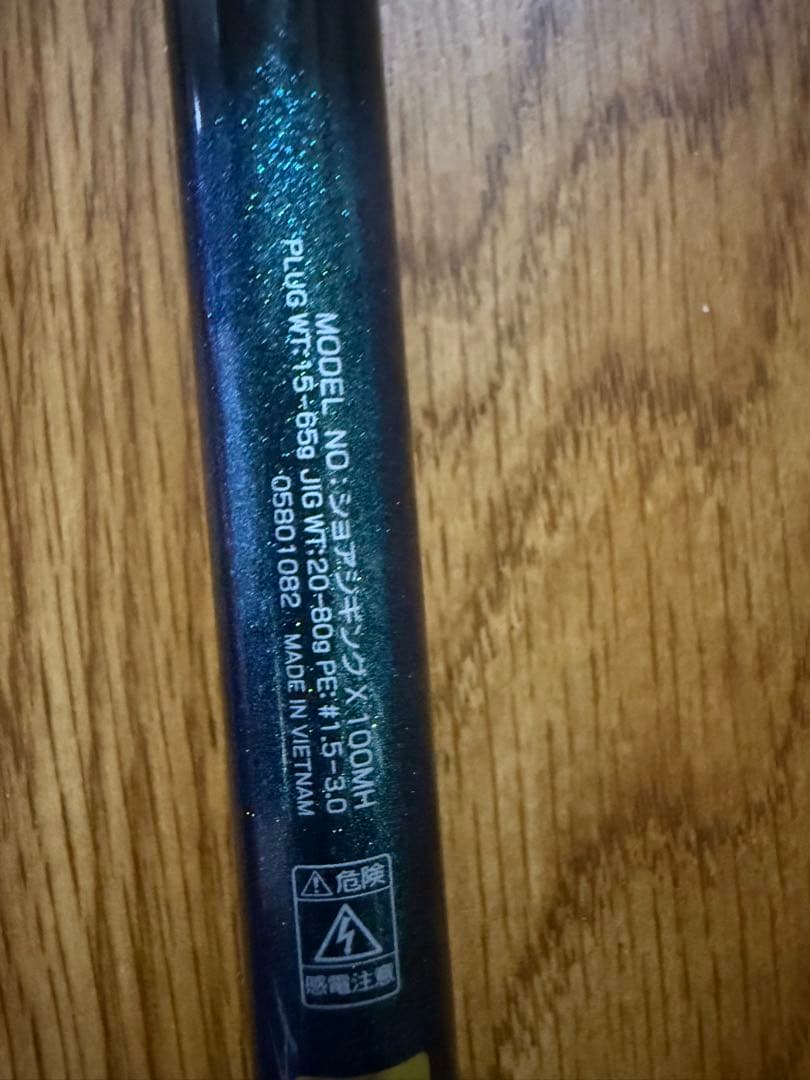 MODEL NO:ショアジギングX 100MH
PLUG WT:15-65g JIG WT:20-80g PE:#1.5-3.0
05801082 MADE IN VIETNAM
⚠危険
感電注意